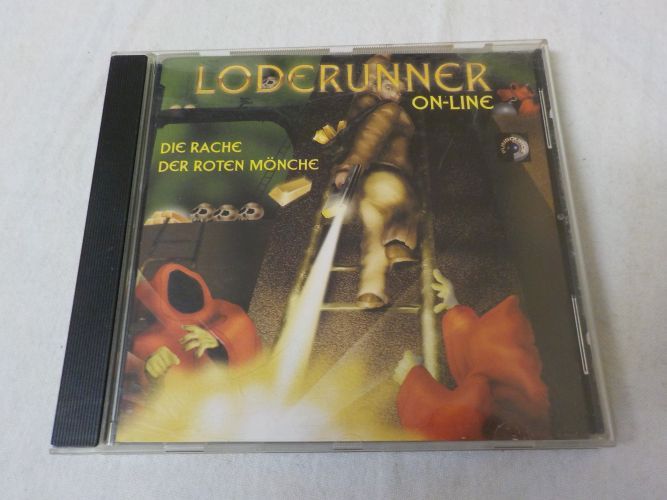 LODERUNNER
ON-LINE
DIE RACHE
DER ROTEN MÖNCHE